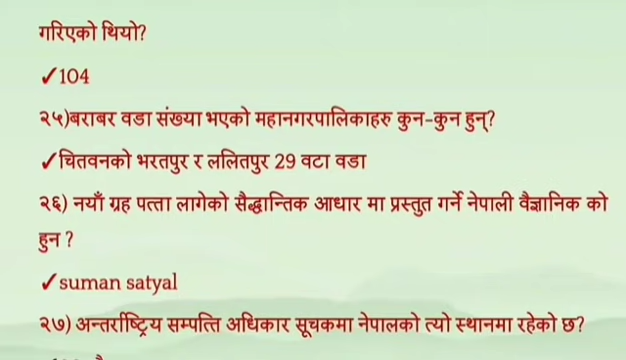 गरिएको थियो?
✓104
२५)बराबर वडा संख्या भएको महानगरपालिकाहरु कुन-कुन हुन्?
✓चितवनको भरतपुर र ललितपुर 29 वटा वडा
२६) नयाँ ग्रह पत्ता लागेको सैद्धान्तिक आधार मा प्रस्तुत गर्ने नेपाली वैज्ञानिक को
हुन ?
✓suman satyal
२७) अन्तर्राष्ट्रिय सम्पत्ति अधिकार सूचकमा नेपालको त्यो स्थानमा रहेको छ?